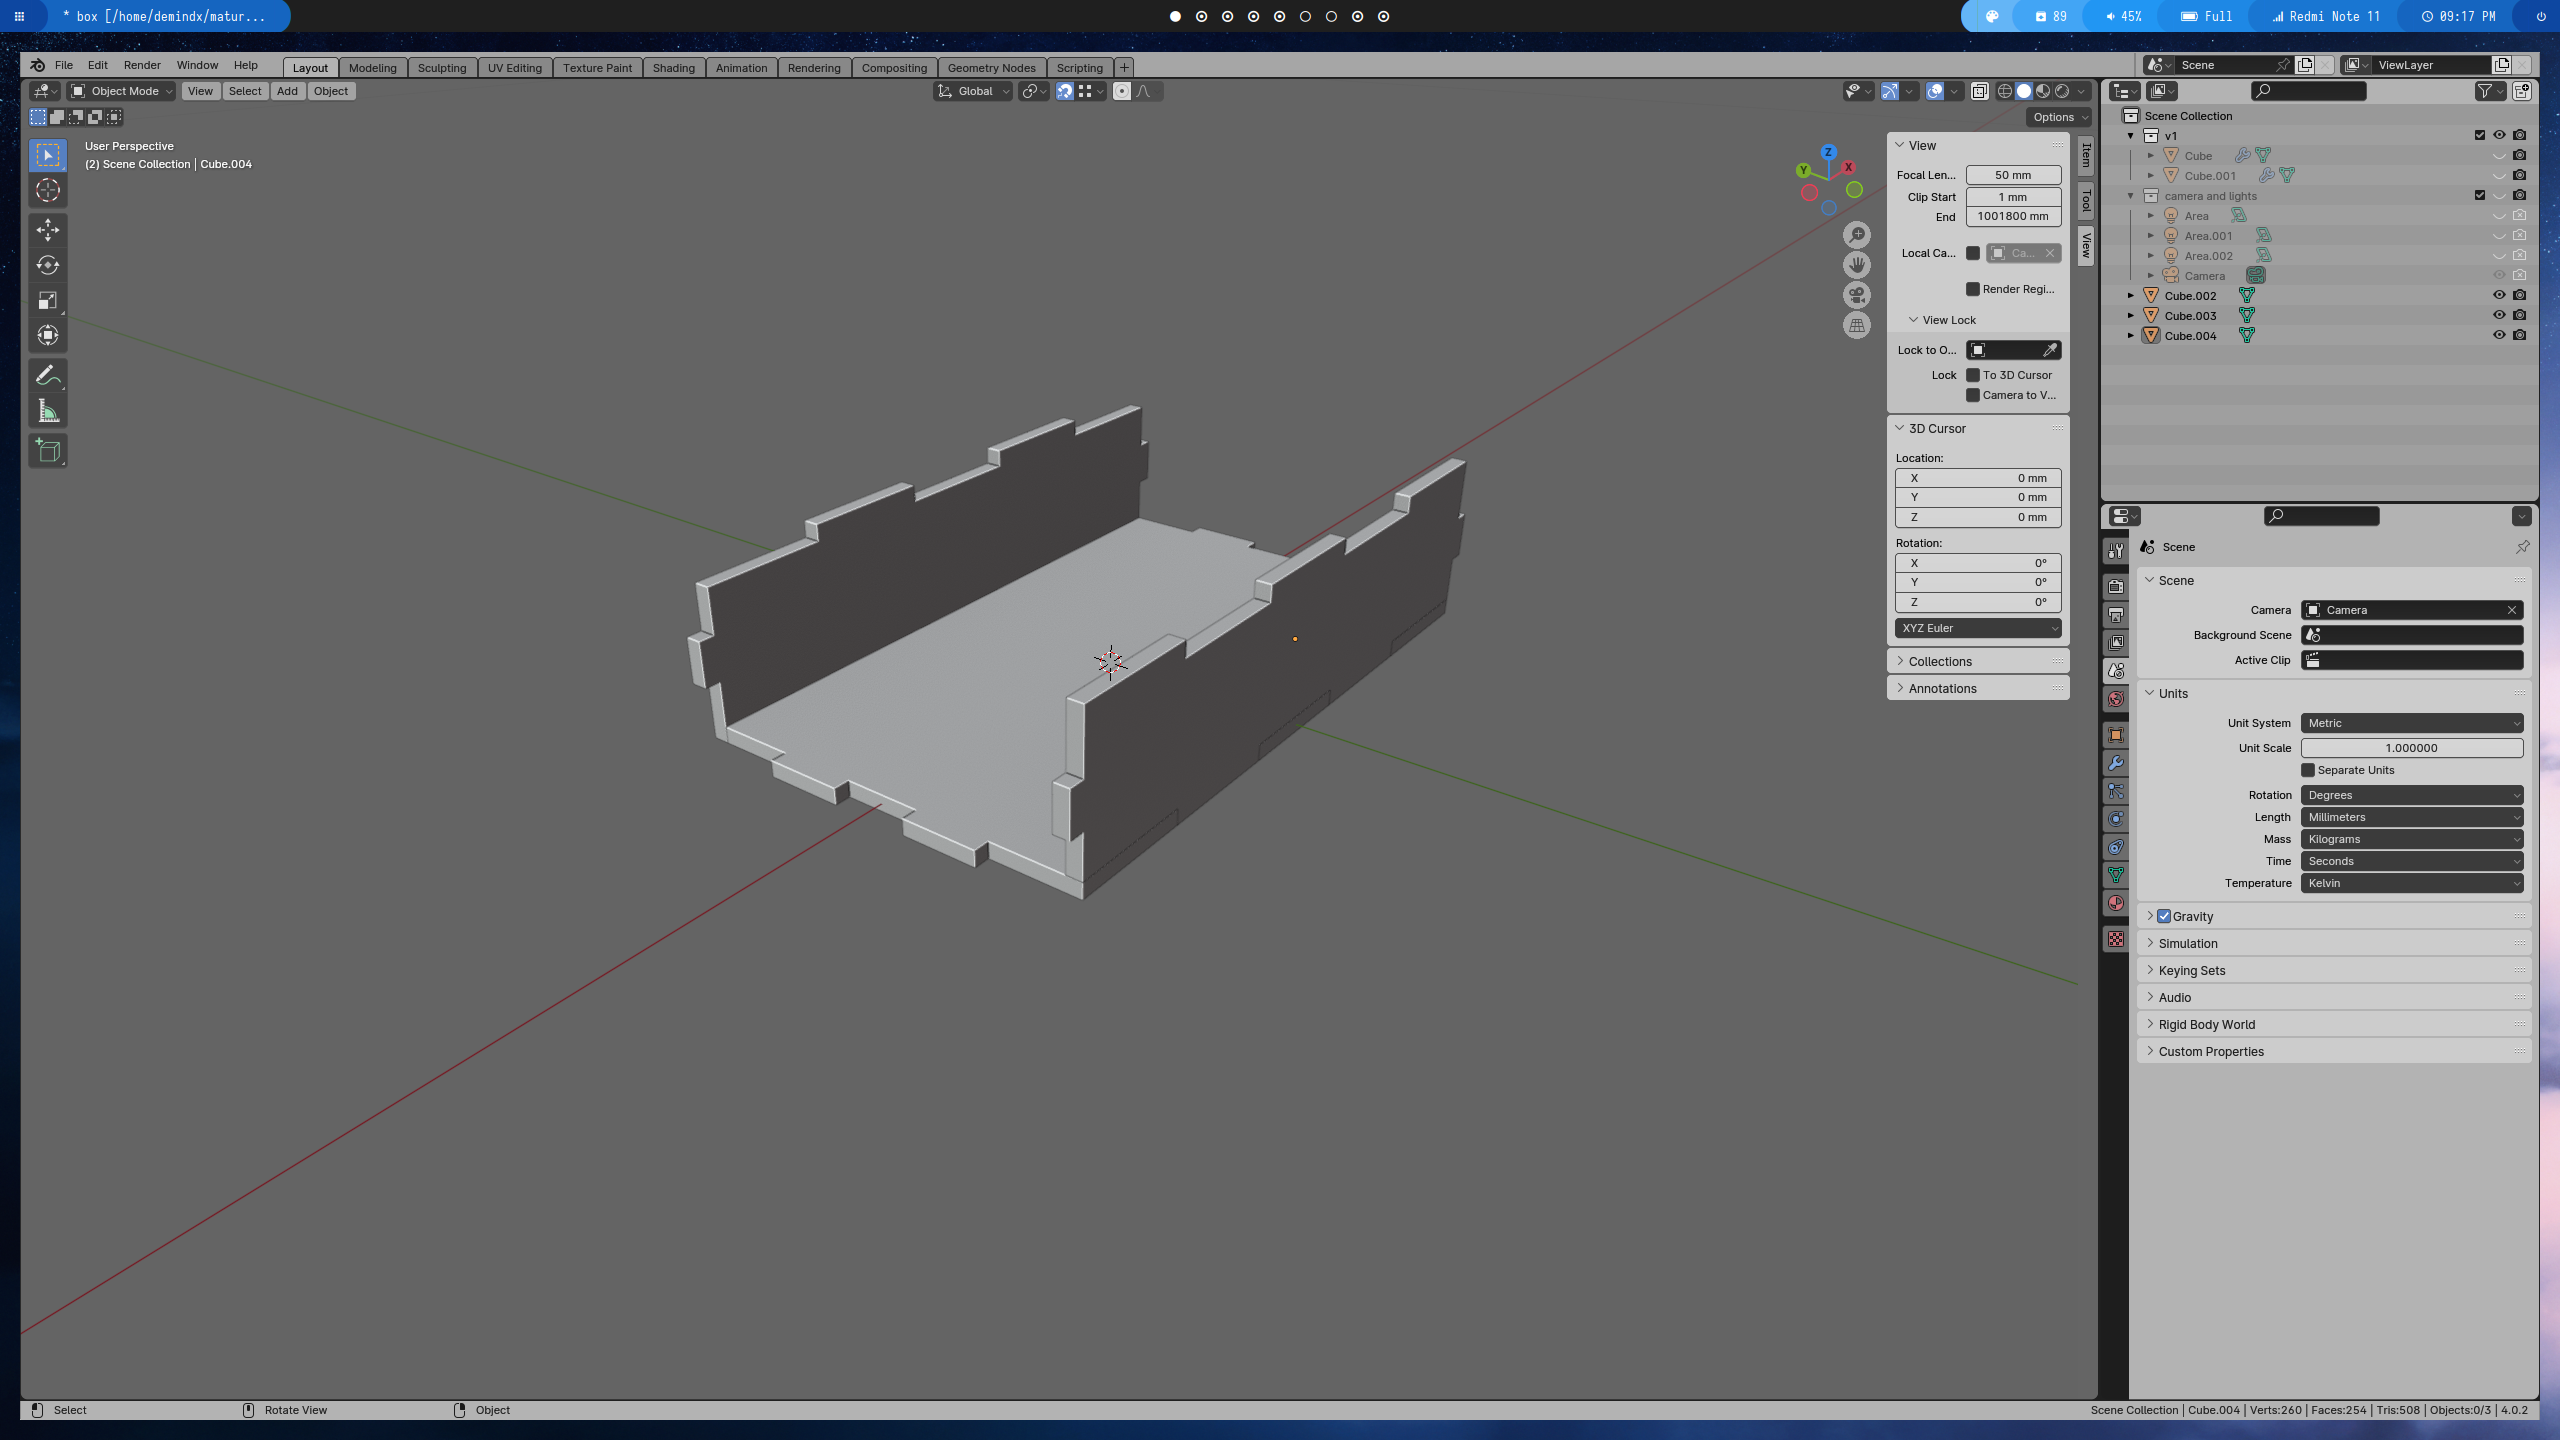 * box [/home/demindx/matur...
89
45%
Full
Redmi Note 11
09:17 PM
File Edit Render Window Help
Layout Modeling Sculpting UV Editing Texture Paint Shading Animation Rendering Compositing Geometry Nodes Scripting
Scene
ViewLayer
Object Mode
View Select Add Object
Global
Options
User Perspective
(2) Scene Collection | Cube.004
Z
Y
X
Item
Tool
View
View
Focal Len... 50 mm
Clip Start 1 mm
End 1001800 mm
Local Ca... Ca...
Render Regi...
View Lock
Lock to O...
Lock To 3D Cursor
Camera to V...
3D Cursor
Location:
X 0 mm
Y 0 mm
Z 0 mm
Rotation:
X 0°
Y 0°
Z 0°
XYZ Euler
Collections
Annotations
Scene Collection
v1
Cube
Cube.001
camera and lights
Area
Area.001
Area.002
Camera
Cube.002
Cube.003
Cube.004
Scene
Scene
Camera Camera
Background Scene
Active Clip
Units
Unit System Metric
Unit Scale 1.000000
Separate Units
Rotation Degrees
Length Millimeters
Mass Kilograms
Time Seconds
Temperature Kelvin
Gravity
Simulation
Keying Sets
Audio
Rigid Body World
Custom Properties
Select
Rotate View
Object
Scene Collection | Cube.004 | Verts:260 | Faces:254 | Tris:508 | Objects:0/3 | 4.0.2